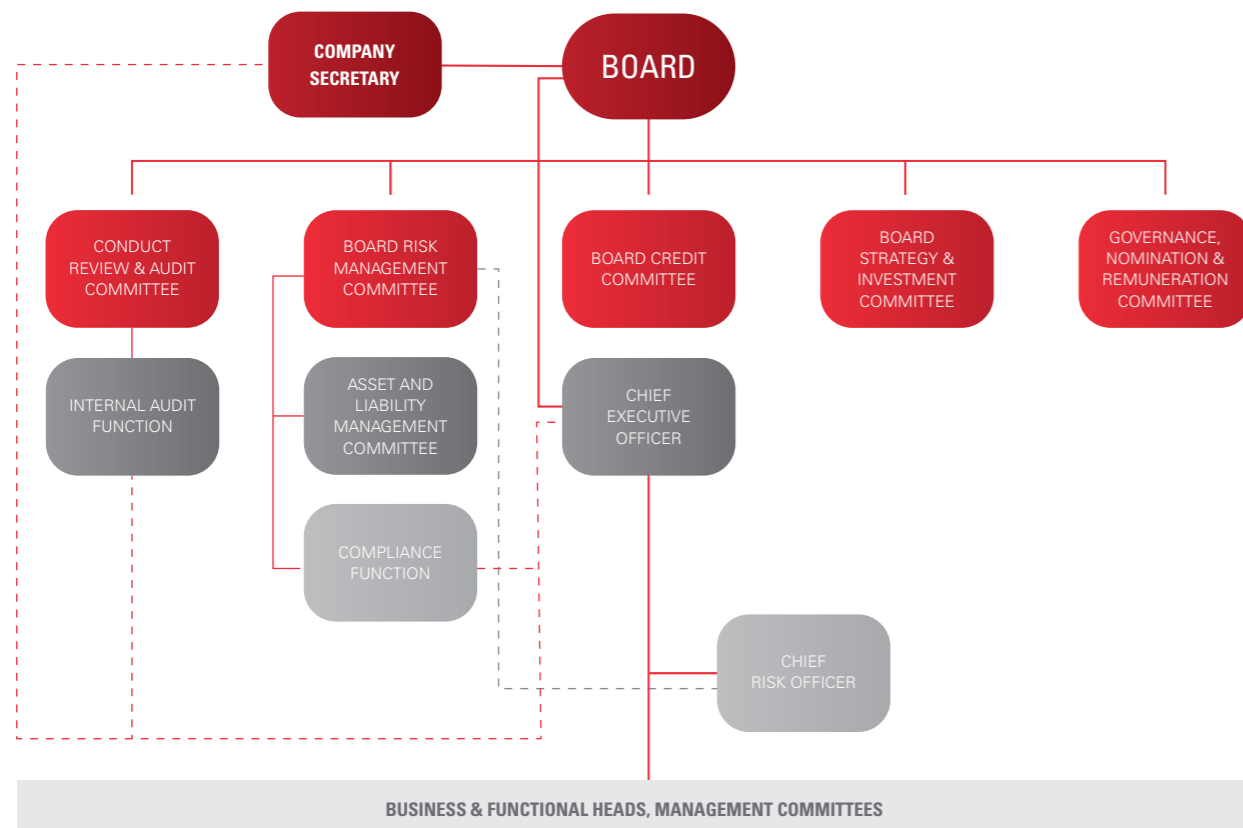 COMPANY
SECRETARY
BOARD
CONDUCT
REVIEW & AUDIT
COMMITTEE
BOARD RISK
MANAGEMENT
COMMITTEE
BOARD CREDIT
COMMITTEE
BOARD
STRATEGY &
INVESTMENT
COMMITTEE
GOVERNANCE,
NOMINATION &
REMUNERATION
COMMITTEE
INTERNAL AUDIT
FUNCTION
ASSET AND
LIABILITY
MANAGEMENT
COMMITTEE
CHIEF
EXECUTIVE
OFFICER
COMPLIANCE
FUNCTION
CHIEF
RISK OFFICER
BUSINESS & FUNCTIONAL HEADS, MANAGEMENT COMMITTEES